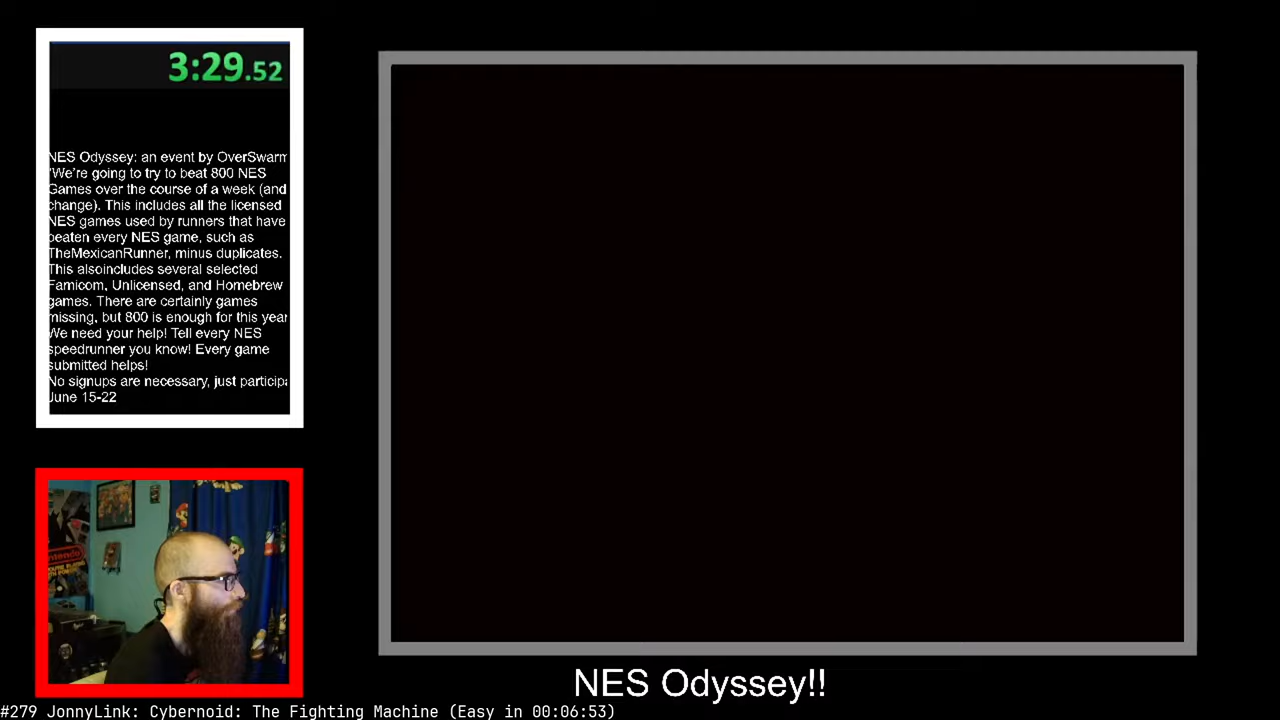 3:29.52
NES Odyssey: an event by OverSwarm
"We're going to try to beat 800 NES
Games over the course of a week (and
change). This includes all the licensed
NES games used by runners that have
beaten every NES game, such as
TheMexicanRunner, minus duplicates.
This alsoincludes several selected
Famicom, Unlicensed, and Homebrew
games. There are certainly games
missing, but 800 is enough for this year
We need your help! Tell every NES
speedrunner you know! Every game
submitted helps!
No signups are necessary, just particip
June 15-22
NES Odyssey!!
#279 JonnyLink: Cybernoid: The Fighting Machine (Easy in 00:06:53)